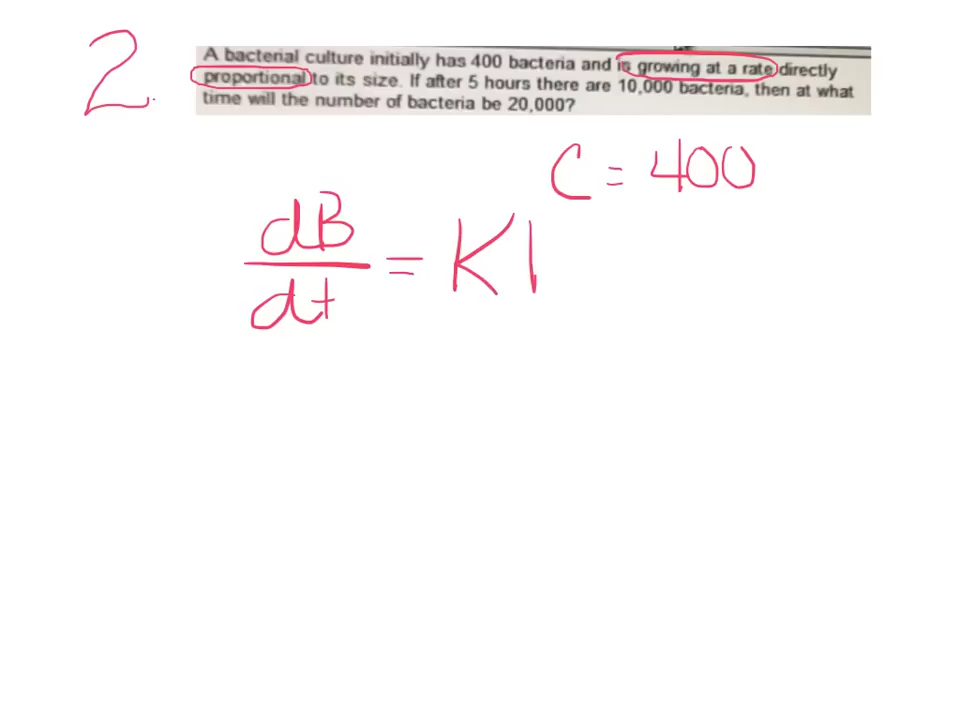 2.
A bacterial culture initially has 400 bacteria and is growing at a rate directly
proportional to its size. If after 5 hours there are 10,000 bacteria, then at what
time will the number of bacteria be 20,000?
C = 400
dB
dt = K